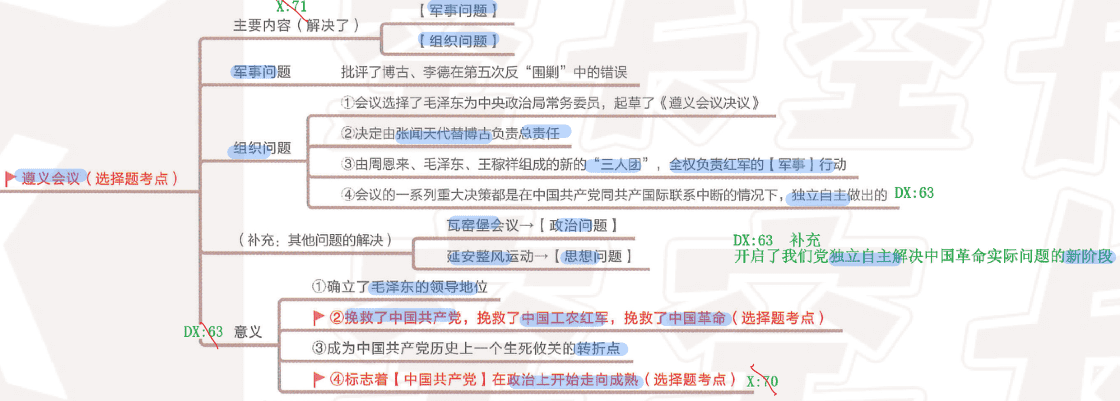 X:71
【军事问题】
主要内容（解决了）
【组织问题】
军事问题 批评了博古、李德在第五次反“围剿”中的错误
①会议选择了毛泽东为中央政治局常务委员，起草了《遵义会议决议》
②决定由张闻天代替博古负责总责任
组织问题
③由周恩来、毛泽东、王稼祥组成的新的“三人团”，全权负责红军的【军事】行动
遵义会议（选择题考点）
④会议的一系列重大决策都是在中国共产党同共产国际联系中断的情况下，独立自主做出的 DX:63
瓦窑堡会议→【政治问题】
（补充：其他问题的解决）
DX:63 补充
延安整风运动→【思想问题】
开启了我们党独立自主解决中国革命实际问题的新阶段
①确立了毛泽东的领导地位
②挽救了中国共产党，挽救了中国工农红军，挽救了中国革命（选择题考点）
DX:63 意义
③成为中国共产党历史上一个生死攸关的转折点
④标志着【中国共产党】在政治上开始走向成熟（选择题考点） X:70